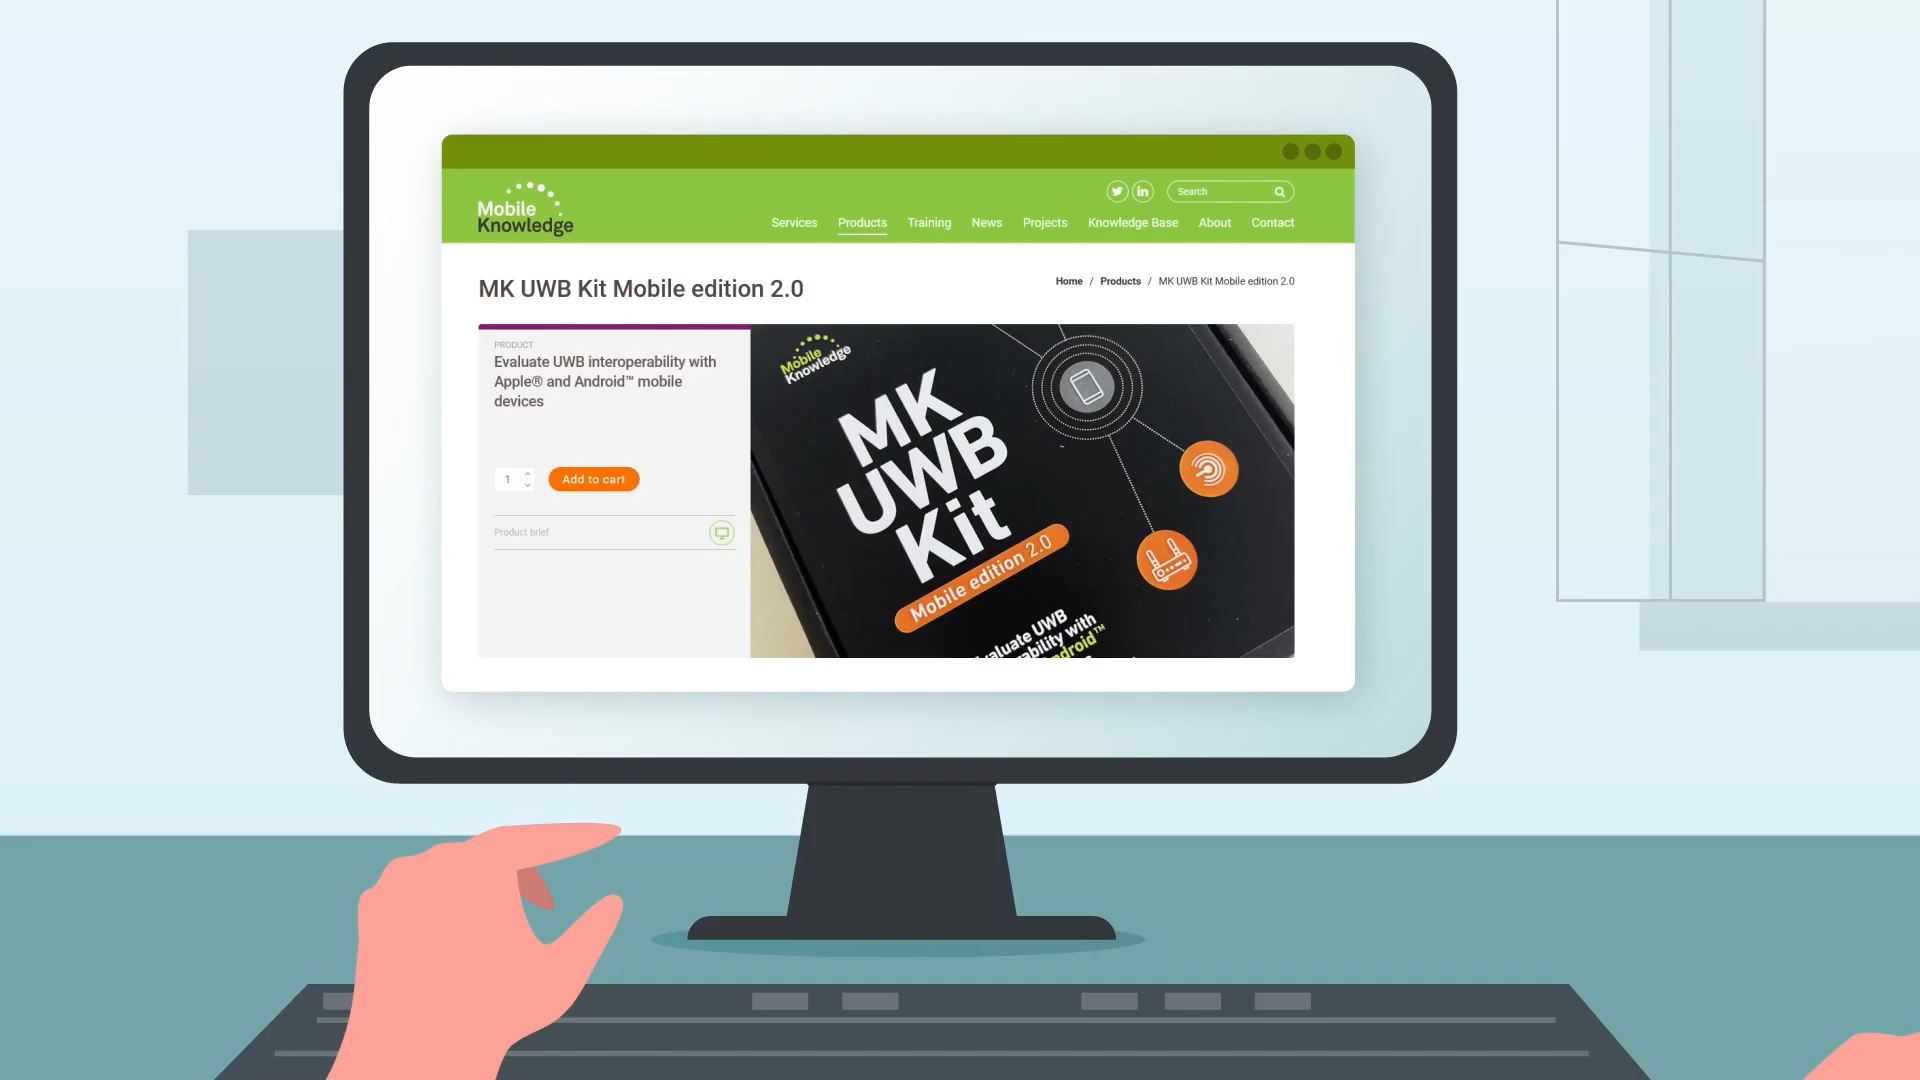 Mobile
Knowledge
Search
Services Products Training News Projects Knowledge Base About Contact
MK UWB Kit Mobile edition 2.0
Home / Products / MK UWB Kit Mobile edition 2.0
PRODUCT
Evaluate UWB interoperability with
Apple® and Android™ mobile
devices
1 Add to cart
Product brief
Mobile
Knowledge
MK
UWB
Kit
Mobile edition 2.0
UWB
with